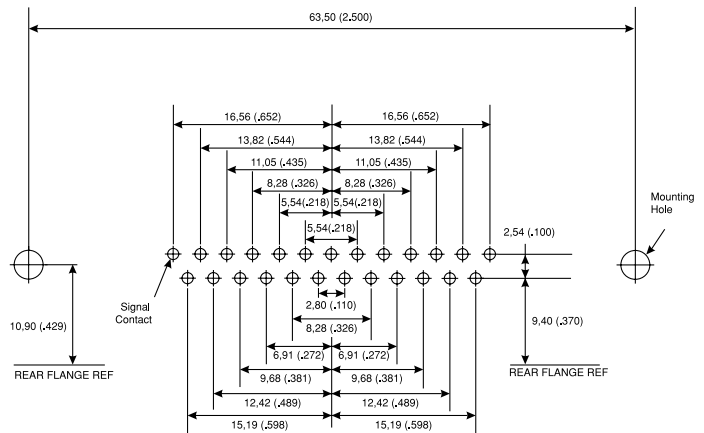 63,50 (2.500)
16,56 (.652) 16,56 (.652)
13,82 (.544) 13,82 (.544)
11,05 (.435) 11,05 (.435)
8,28 (.326) 8,28 (.326)
5,54(.218) 5,54(.218)
5,54(.218)
Mounting
Hole
2,54 (.100)
Signal
Contact
2,80 (.110)
10,90 (.429)
8,28 (.326)
9,40 (.370)
6,91 (.272) 6,91 (.272)
REAR FLANGE REF
REAR FLANGE REF
9,68 (.381) 9,68 (.381)
12,42 (.489) 12,42 (.489)
15,19 (.598) 15,19 (.598)